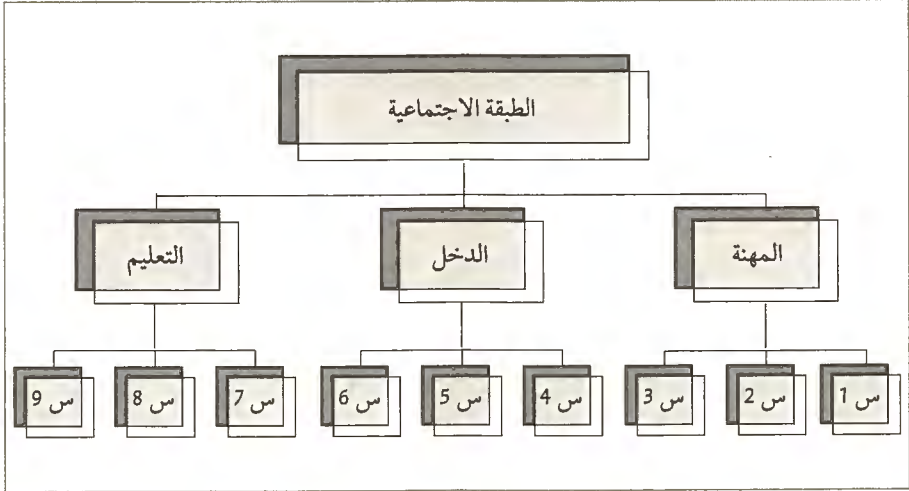 الطبقة الاجتماعية
المهنة
الدخل
التعليم
س 1
س 2
س 3
س 4
س 5
س 6
س 7
س 8
س 9